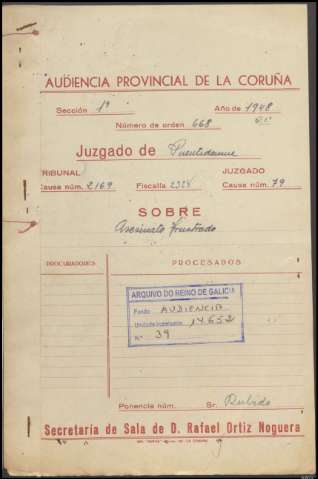 AUDIENCIA PROVINCIAL DE LA CORUÑA
Sección 1ª Año de 1948
Número de orden 668
Juzgado de Puentedeume
TRIBUNAL JUZGADO
Causa núm. 2169 Fiscalía 2328 Causa núm. 79
SOBRE
Asesinato frustrado
PROCURADORES PROCESADOS
ARQUIVO DO REINO DE GALICIA
Fondo AUDIENCIA
Unidade Instalación 14652
N.º 39
Ponencia núm. Sr. Rubido
Secretaría de Sala de D. Rafael Ortiz Noguera